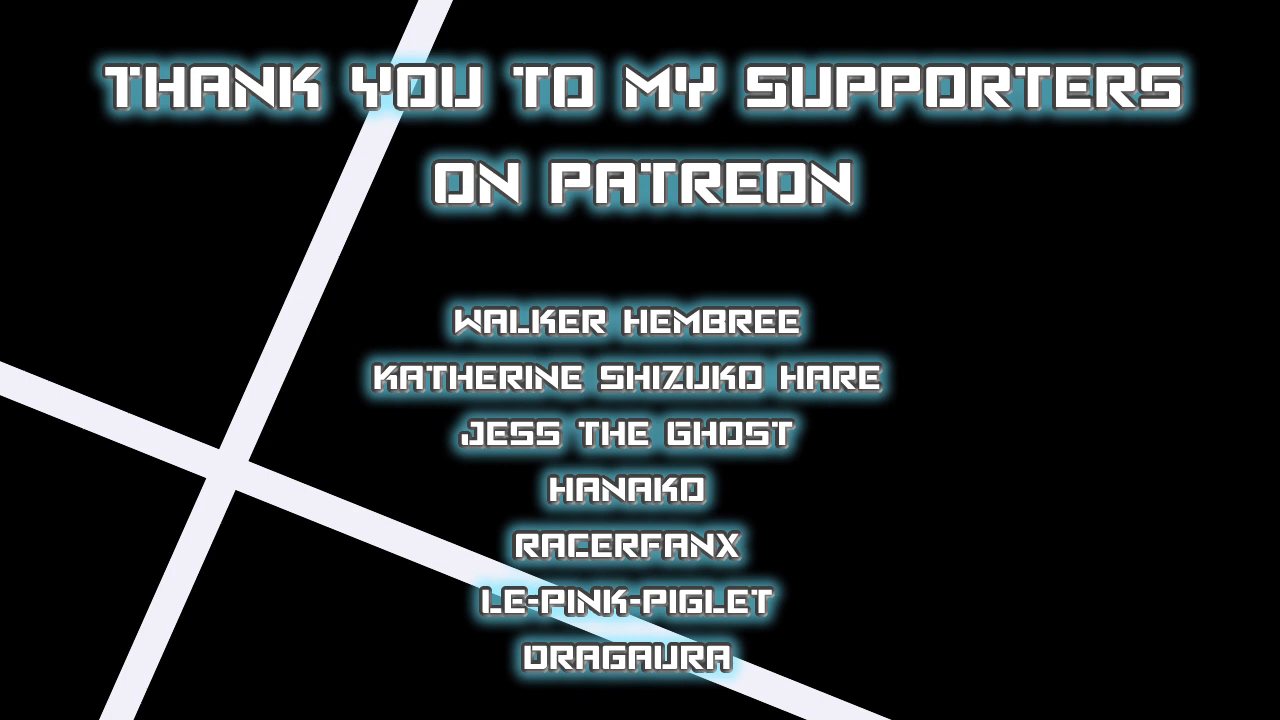 THANK YOU TO MY SUPPORTERS
ON PATREON
WALKER HEMBREE
KATHERINE SHIZUKO HARE
JESS THE GHOST
HANAKO
RACERFANX
LE-PINK-PIGLET
DRAGAURA